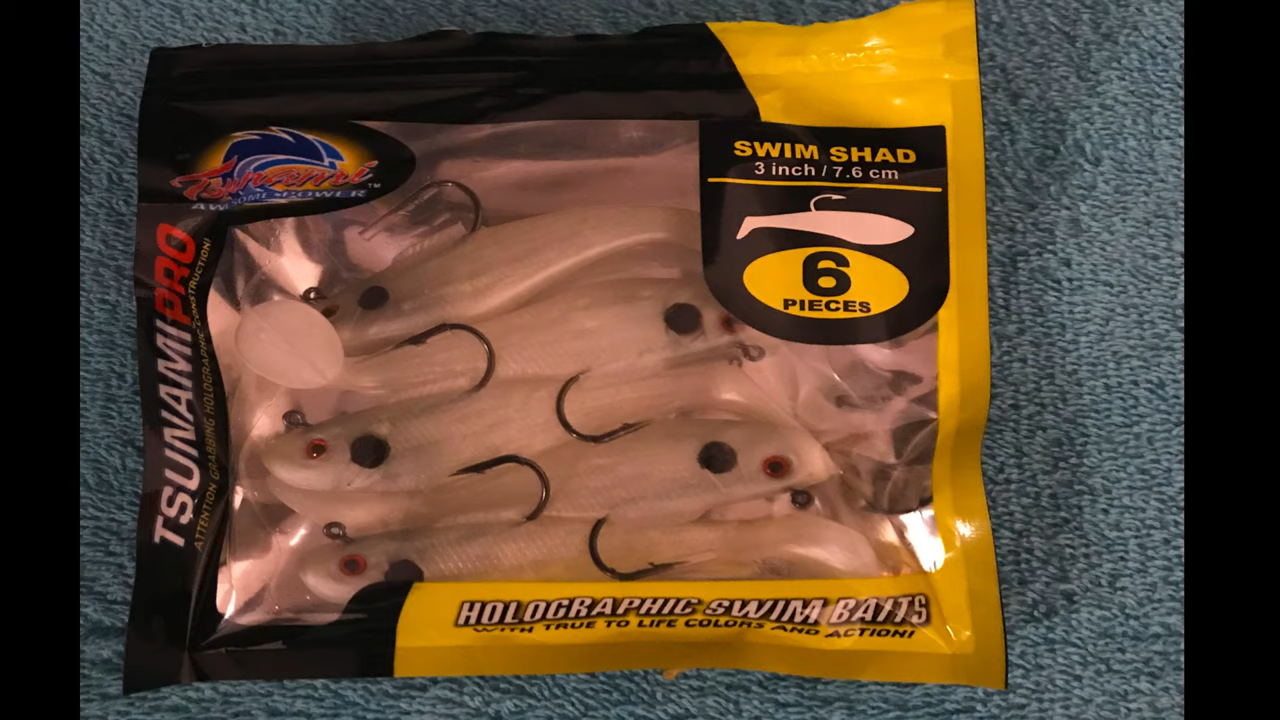 Tsunami™
AWESOME POWER
TSUNAMI PRO
ATTENTION GRABBING HOLOGRAPHIC CONSTRUCTION!
SWIM SHAD
3 inch / 7.6 cm
6
PIECES
HOLOGRAPHIC SWIM BAITS
WITH TRUE TO LIFE COLORS AND ACTION!